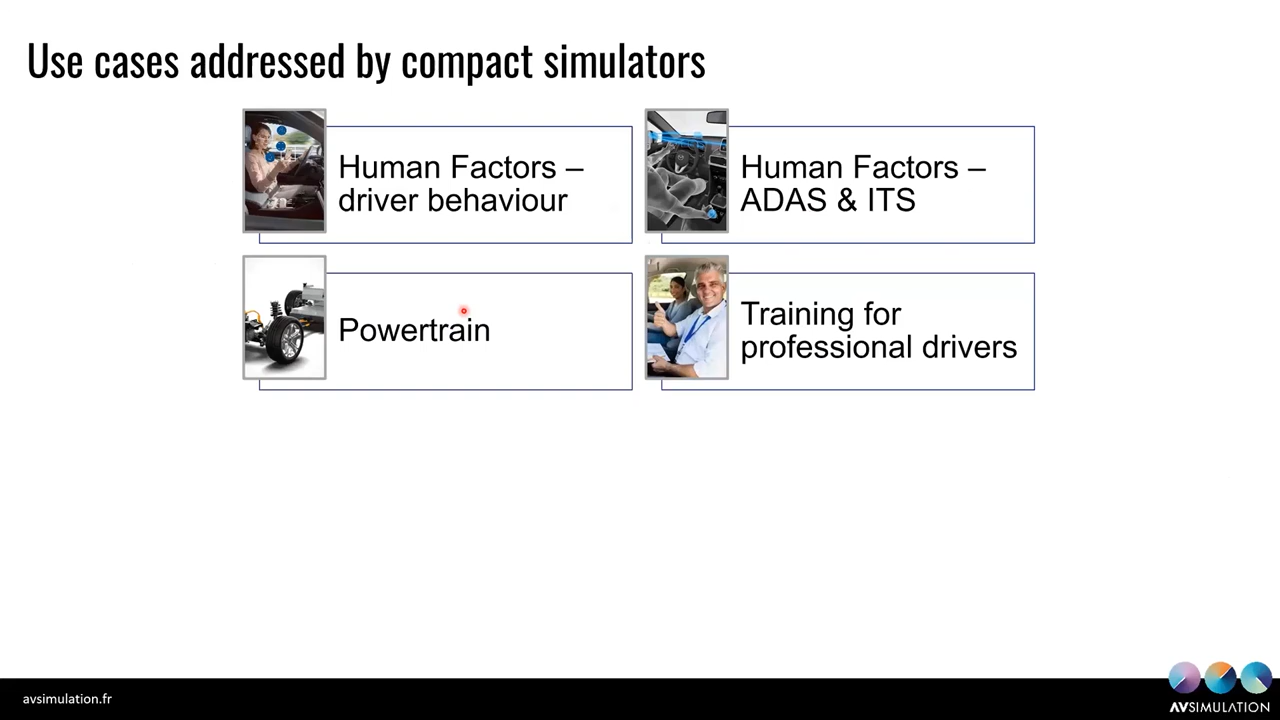 Use cases addressed by compact simulators
Human Factors –
driver behaviour
Human Factors –
ADAS & ITS
Powertrain
Training for
professional drivers
avsimulation.fr
AVSIMULATION